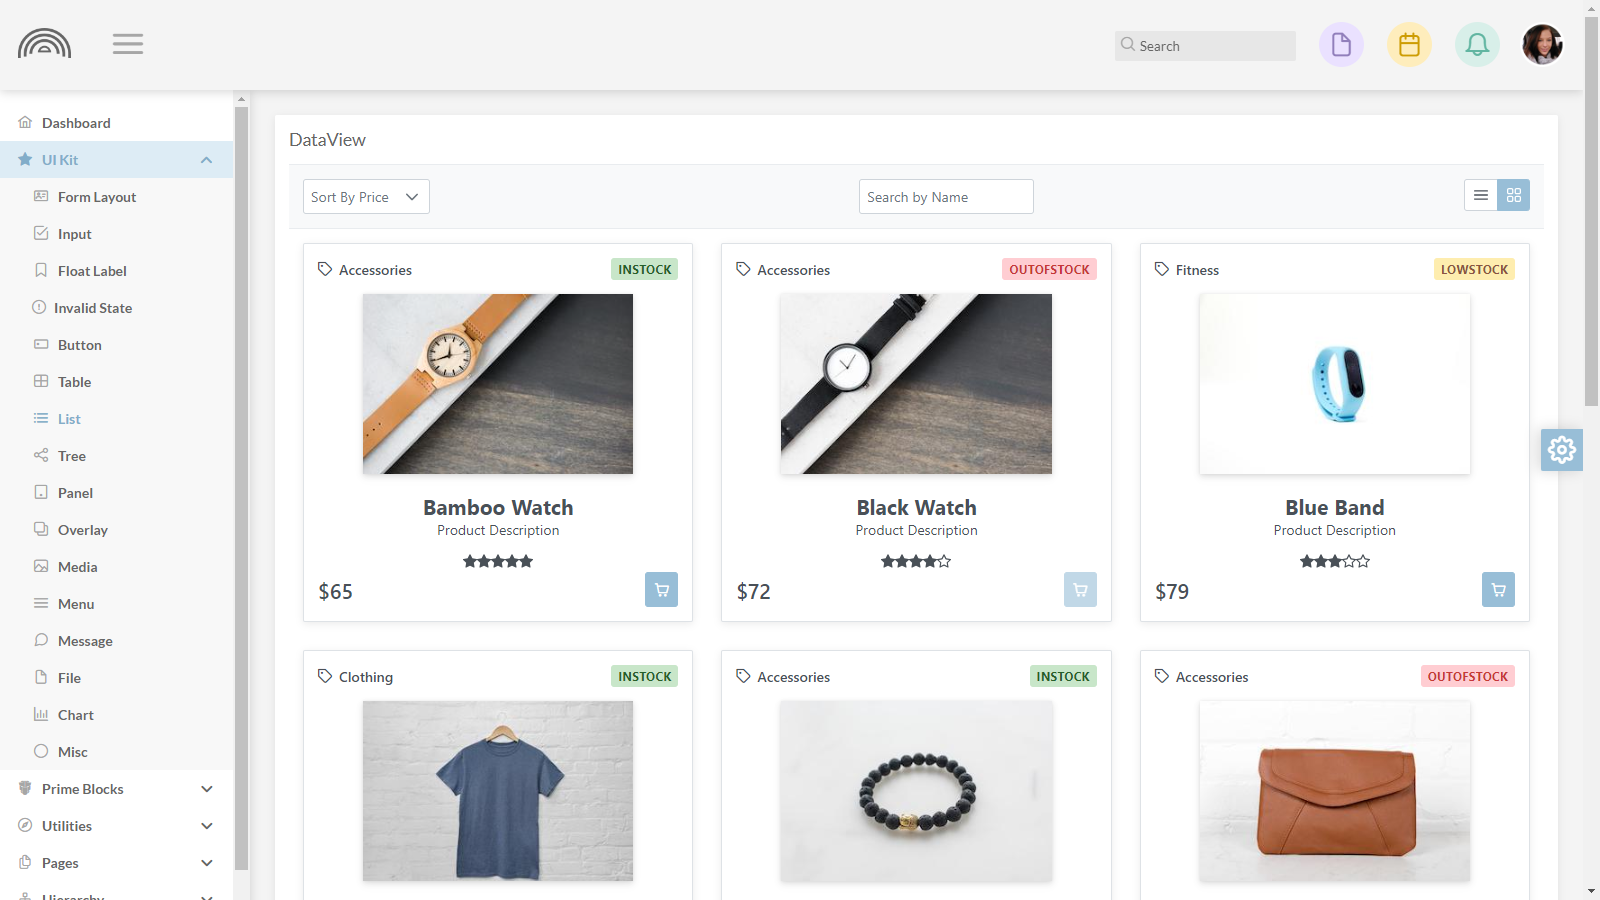 Search
Dashboard
UI Kit
Form Layout
Input
Float Label
Invalid State
Button
Table
List
Tree
Panel
Overlay
Media
Menu
Message
File
Chart
Misc
Prime Blocks
Utilities
Pages
Hierarchy
DataView
Sort By Price
Search by Name
Accessories
INSTOCK
Bamboo Watch
Product Description
$65
Accessories
OUTOFSTOCK
Black Watch
Product Description
$72
Fitness
LOWSTOCK
Blue Band
Product Description
$79
Clothing
INSTOCK
Accessories
INSTOCK
Accessories
OUTOFSTOCK